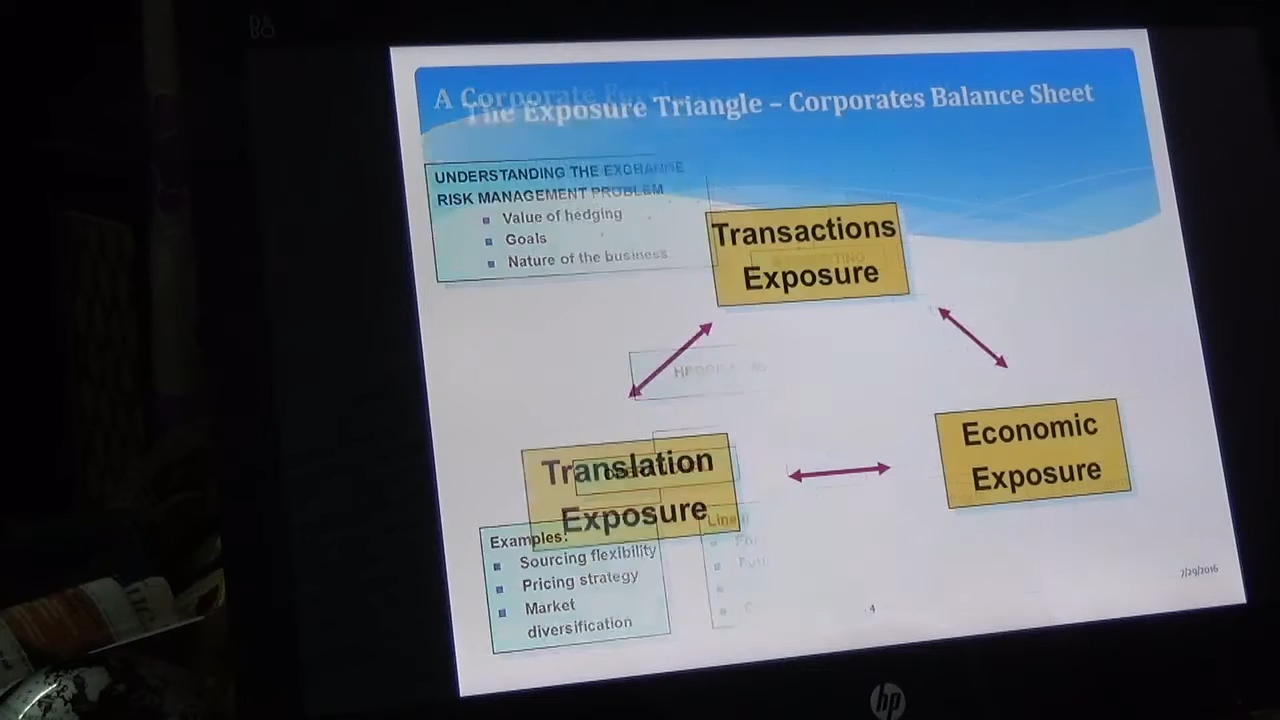 A Corporate
The Exposure Triangle – Corporates Balance Sheet
UNDERSTANDING THE EXCHANGE
RISK MANAGEMENT PROBLEM
Value of hedging
Goals
Nature of the business
Transactions
Exposure
Translation
Exposure
Economic
Exposure
Examples:
Sourcing flexibility
Pricing strategy
Market
diversification
7/29/2016
4
hp